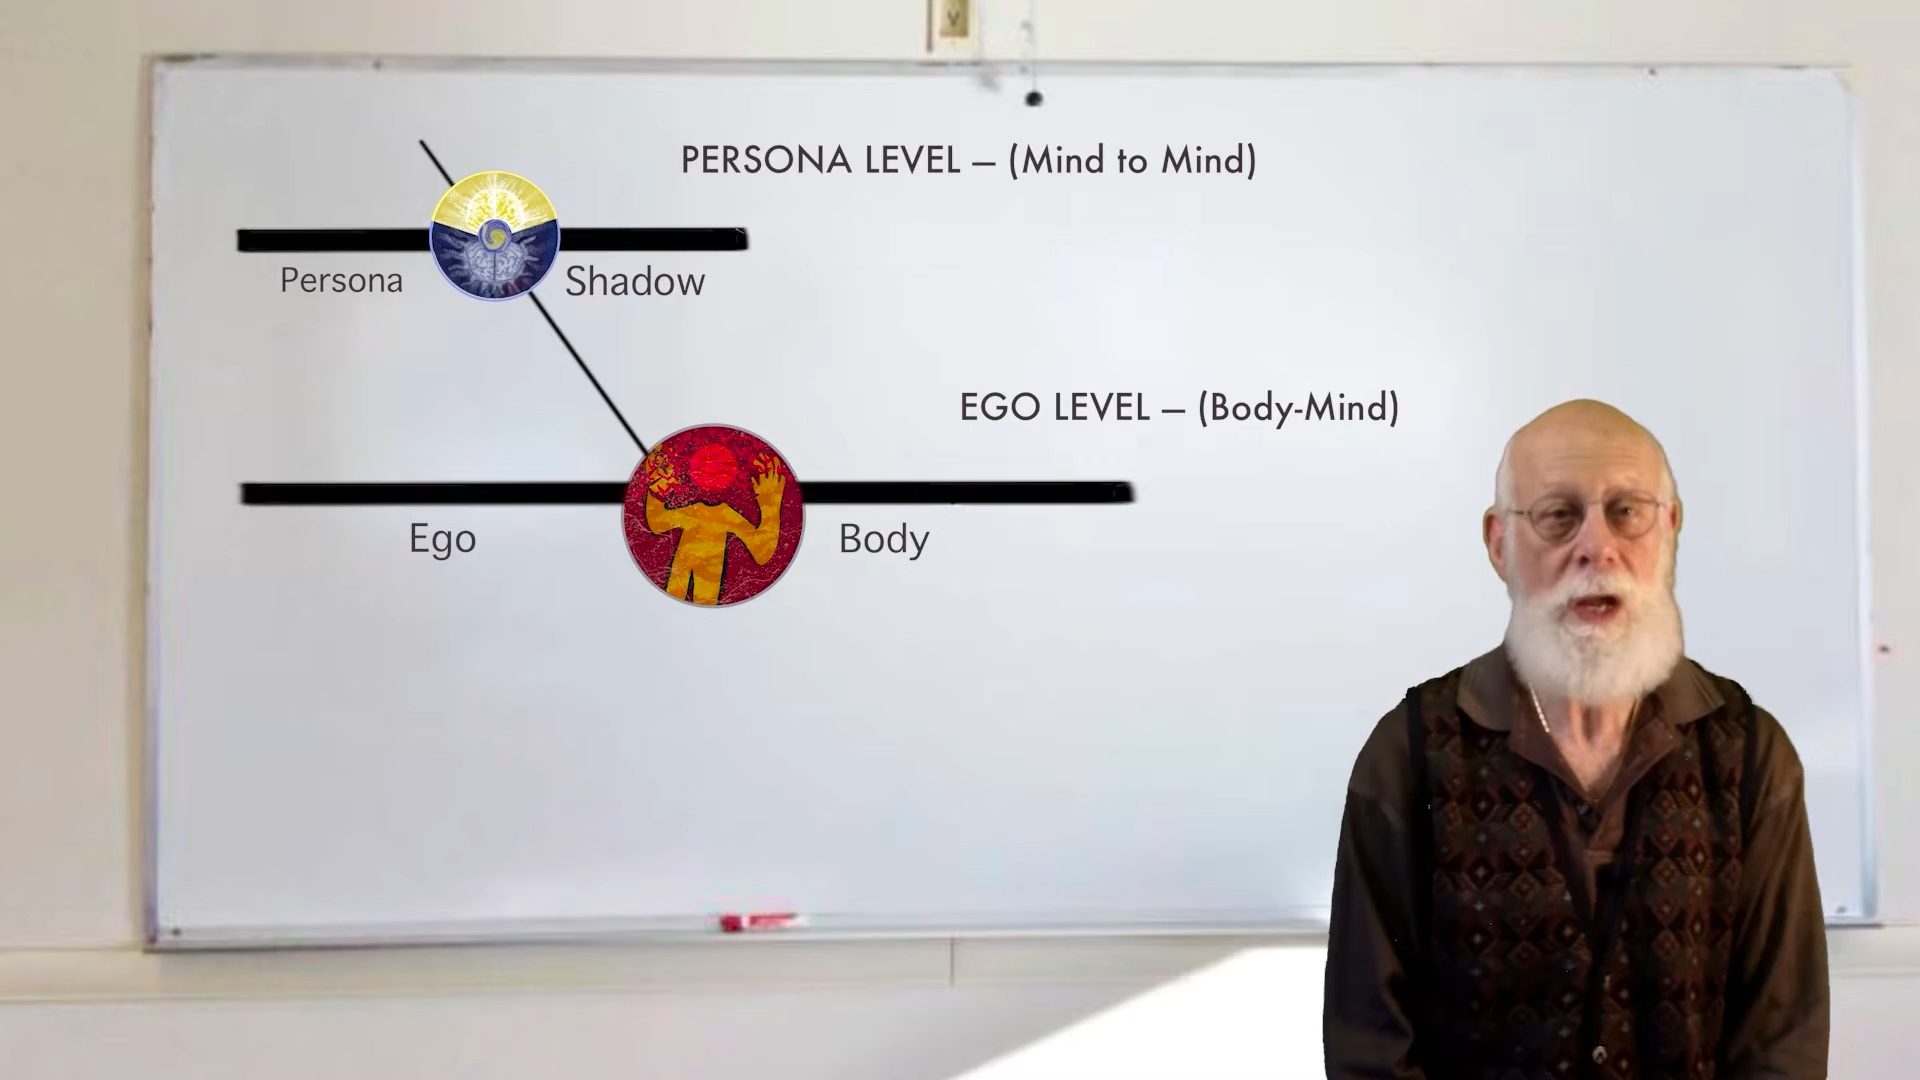 PERSONA LEVEL – (Mind to Mind)
Persona
Shadow
EGO LEVEL – (Body-Mind)
Ego
Body